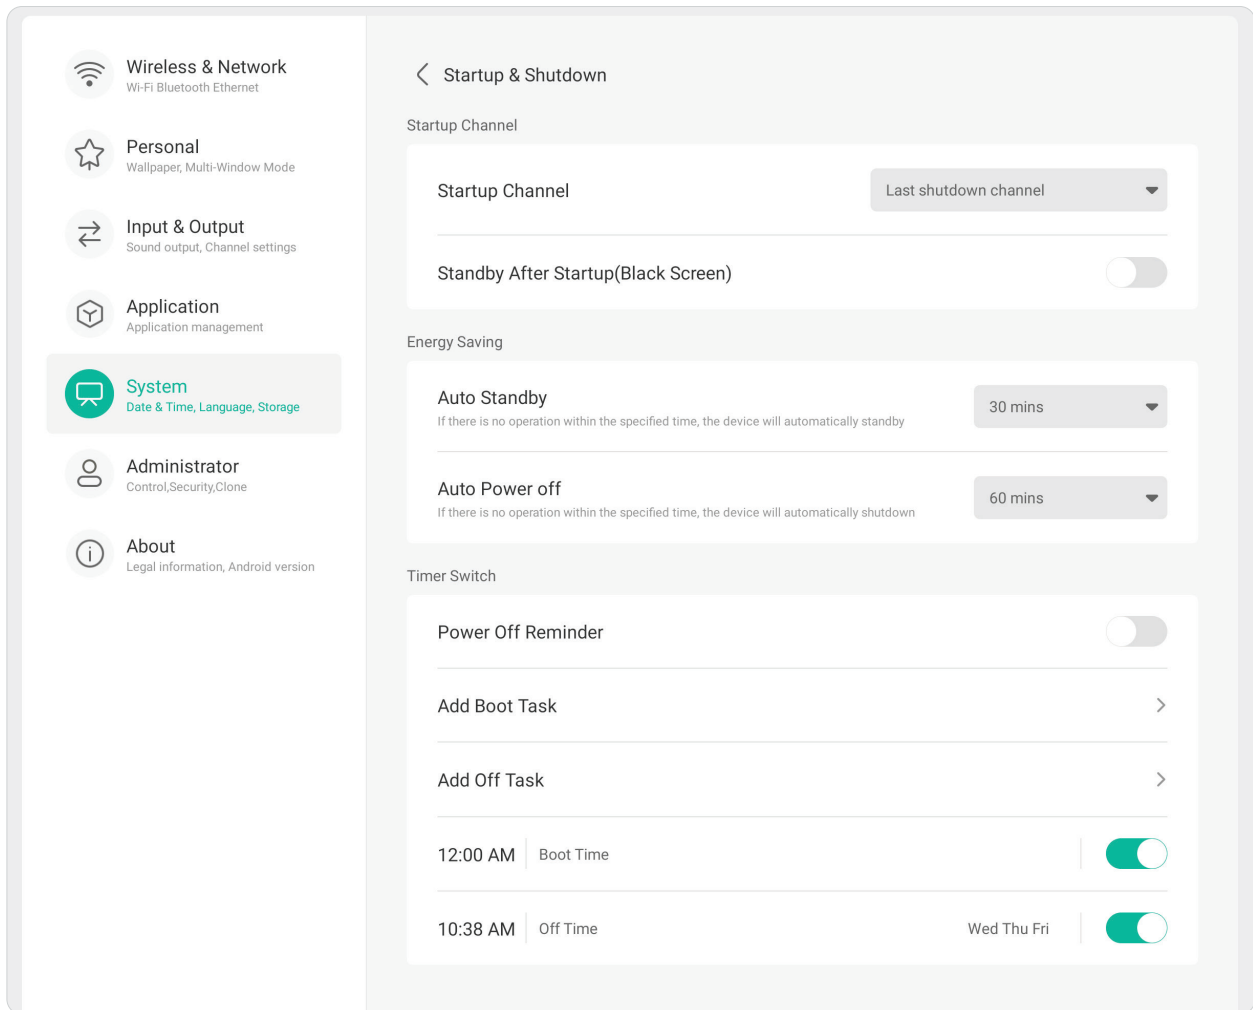 Wireless & Network
Wi-Fi Bluetooth Ethernet
Personal
Wallpaper, Multi-Window Mode
Input & Output
Sound output, Channel settings
Application
Application management
System
Date & Time, Language, Storage
Administrator
Control,Security,Clone
About
Legal information, Android version
Startup & Shutdown
Startup Channel
Startup Channel
Last shutdown channel
Standby After Startup(Black Screen)
Energy Saving
Auto Standby
30 mins
If there is no operation within the specified time, the device will automatically standby
Auto Power off
60 mins
If there is no operation within the specified time, the device will automatically shutdown
Timer Switch
Power Off Reminder
Add Boot Task
Add Off Task
12:00 AM Boot Time
10:38 AM Off Time Wed Thu Fri